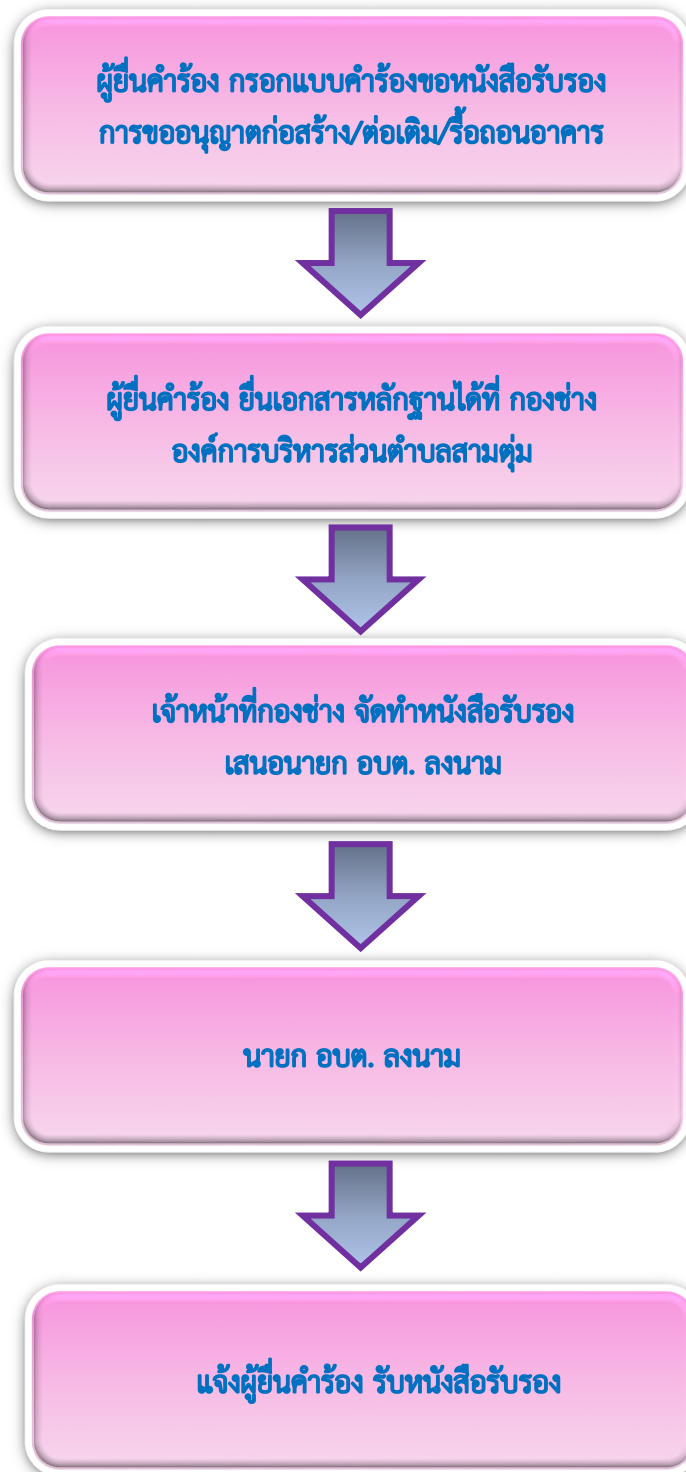 ผู้ยื่นคำร้อง กรอกแบบคำร้องขอหนังสือรับรอง
การขออนุญาตก่อสร้าง/ต่อเติม/รื้อถอนอาคาร
ผู้ยื่นคำร้อง ยื่นเอกสารหลักฐานได้ที่ กองช่าง
องค์การบริหารส่วนตำบลสามตุ่ม
เจ้าหน้าที่กองช่าง จัดทำหนังสือรับรอง
เสนอนายก อบต. ลงนาม
นายก อบต. ลงนาม
แจ้งผู้ยื่นคำร้อง รับหนังสือรับรอง